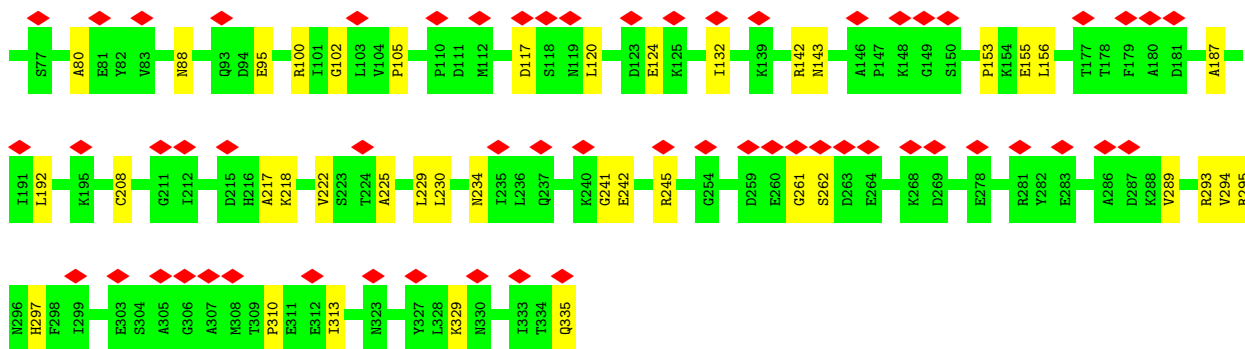 S77 A80 E81 Y82 V83 N88 Q93 D94 E95 R100 I101 G102 L103 V104 P105 P110 D111 M112 D117 S118 N119 L120 D123 E124 K125 I132 K139 R142 N143 A146 P147 K148 G149 S150 P153 K154 E155 L156 T177 T178 F179 A180 D181 A187
I191 L192 K195 C208 G211 I212 D215 H216 A217 K218 V222 S223 T224 A225 L229 L230 N234 I235 L236 Q237 K240 G241 E242 R245 G254 D259 E260 G261 S262 D263 E264 K268 D269 E278 R281 Y282 E283 A286 D287 K288 V289 R293 V294 R295
N296 H297 F298 I299 E303 S304 A305 G306 A307 M308 T309 P310 E311 E312 I313 N323 Y327 L328 K329 N330 I333 T334 Q335